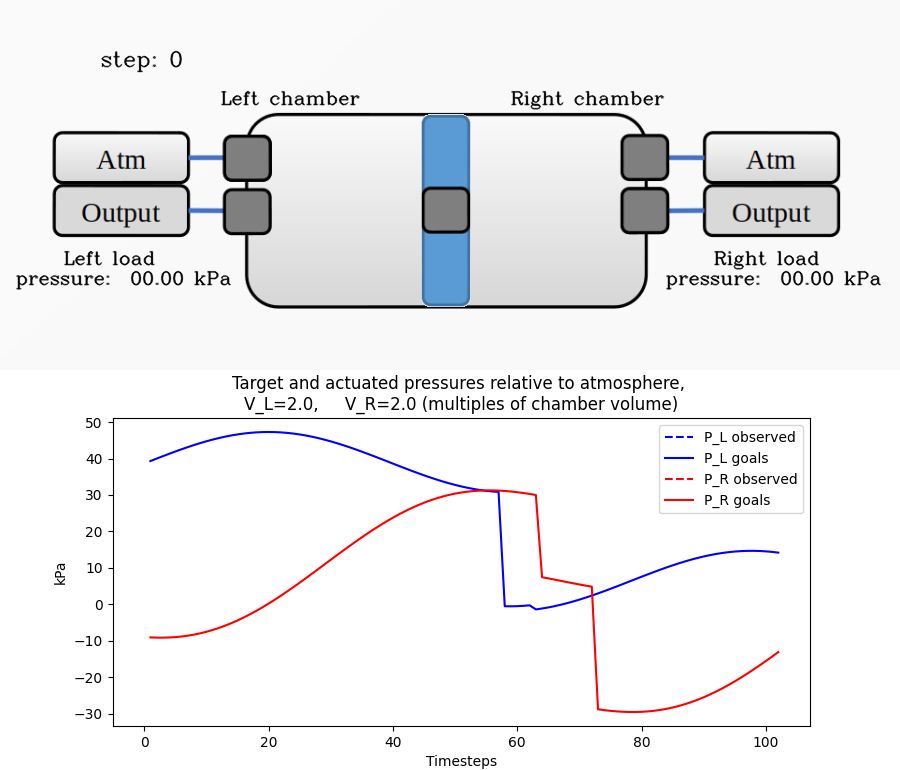 step: 0
Left chamber
Right chamber
Atm
Output
Left load
pressure: 00.00 kPa
Atm
Output
Right load
pressure: 00.00 kPa
Target and actuated pressures relative to atmosphere,
V_L=2.0, V_R=2.0 (multiples of chamber volume)
kPa
50
40
30
20
10
0
−10
−20
−30
P_L observed
P_L goals
P_R observed
P_R goals
0 20 40 60 80 100
Timesteps